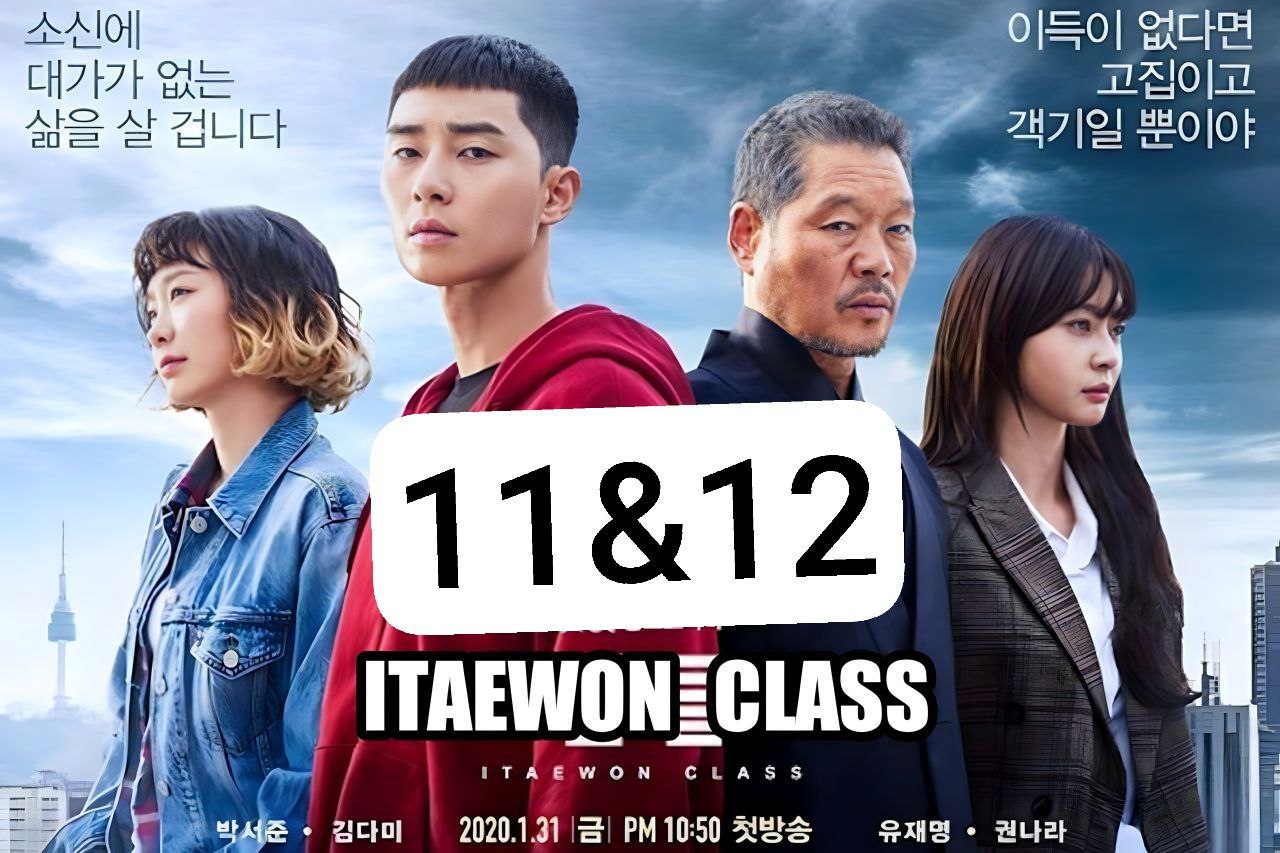 소신에
대가가 없는
삶을 살 겁니다
이득이 없다면
고집이고
객기일 뿐이야
11&12
ITAEWON CLASS
ITAEWON CLASS
박서준 • 김다미 2020.1.31 |금| PM 10:50 첫방송 유재명 • 권나라